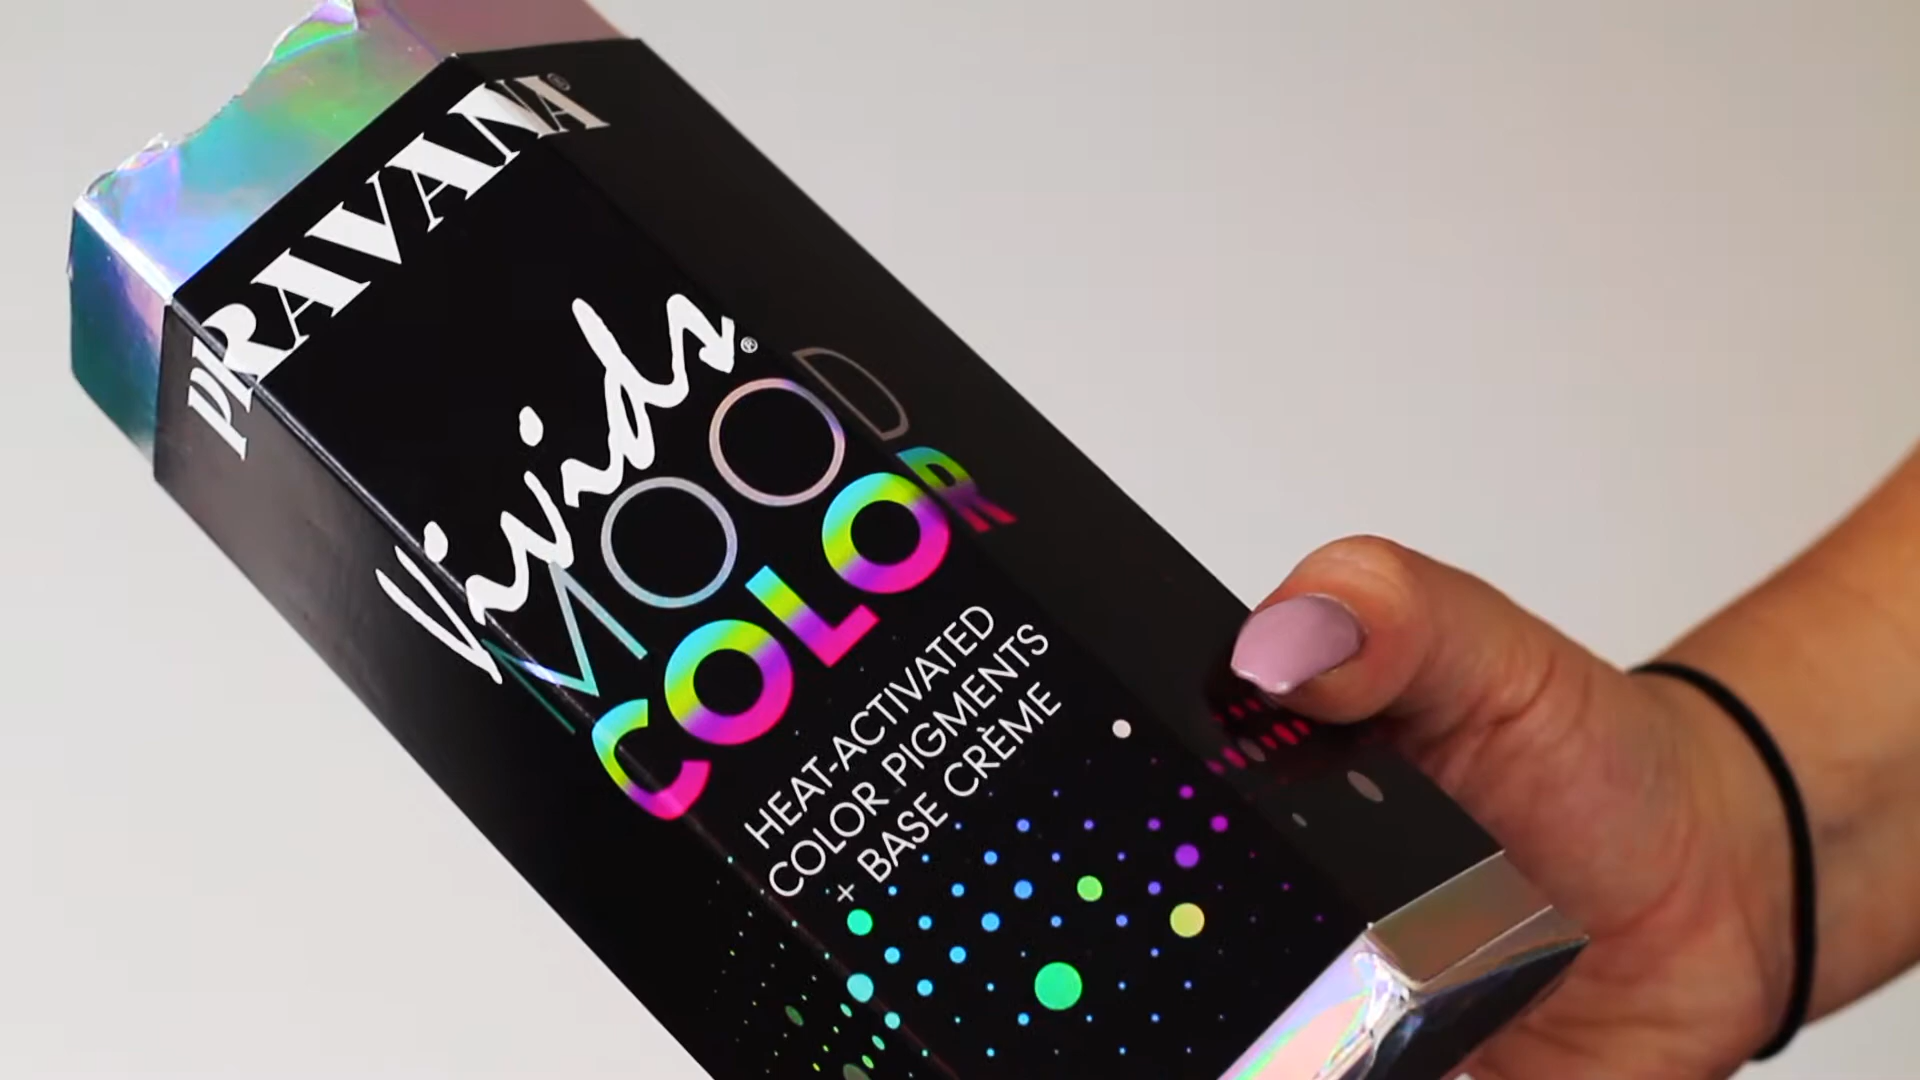 PRAVANA®
Vivids®
MOOD
COLOR
HEAT-ACTIVATED
COLOR PIGMENTS
+ BASE CRÈME